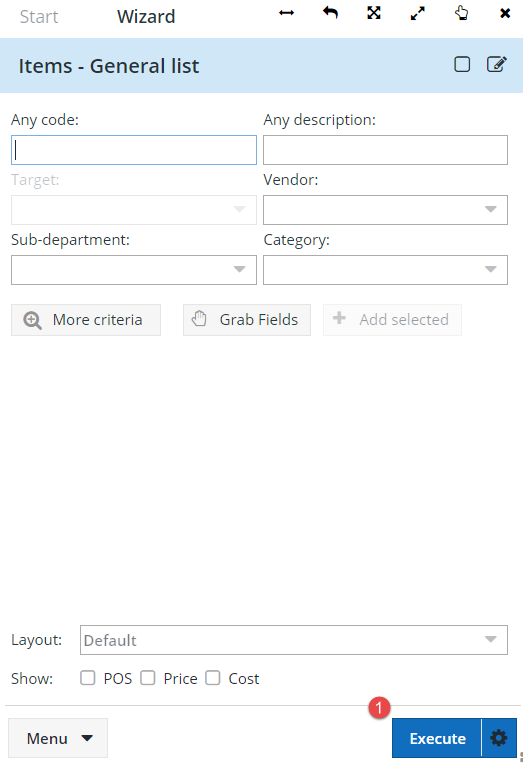 Start Wizard
Items - General list
Any code: Any description:
Target: Vendor:
Sub-department: Category:
More criteria Grab Fields Add selected
Layout: Default
Show: POS Price Cost
1
Menu Execute